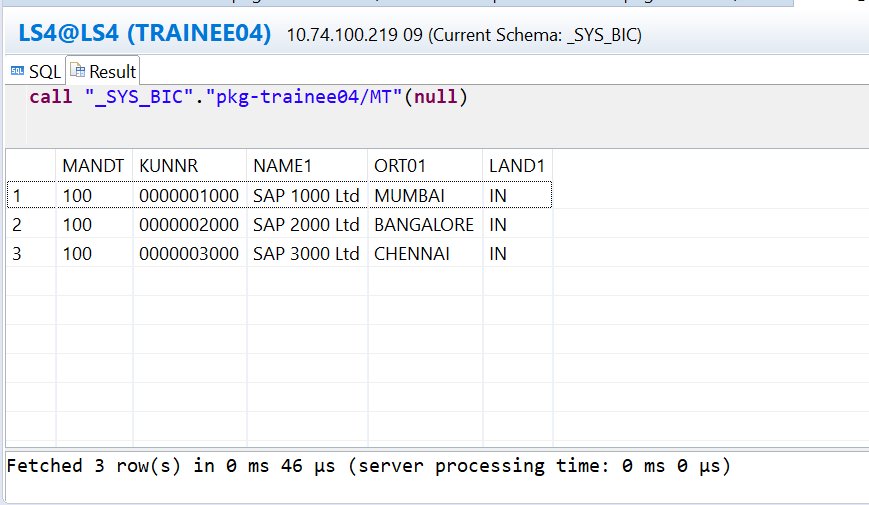 LS4@LS4 (TRAINEE04) 10.74.100.219 09 (Current Schema: _SYS_BIC)
SQL Result
call "_SYS_BIC"."pkg-trainee04/MT"(null)
MANDT KUNNR NAME1 ORT01 LAND1
1 100 0000001000 SAP 1000 Ltd MUMBAI IN
2 100 0000002000 SAP 2000 Ltd BANGALORE IN
3 100 0000003000 SAP 3000 Ltd CHENNAI IN
Fetched 3 row(s) in 0 ms 46 µs (server processing time: 0 ms 0 µs)